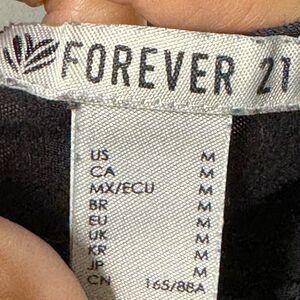 FOREVER 21
US M
CA M
MX/ECU M
BR M
EU M
UK M
KR M
JP M
CN 165/88A